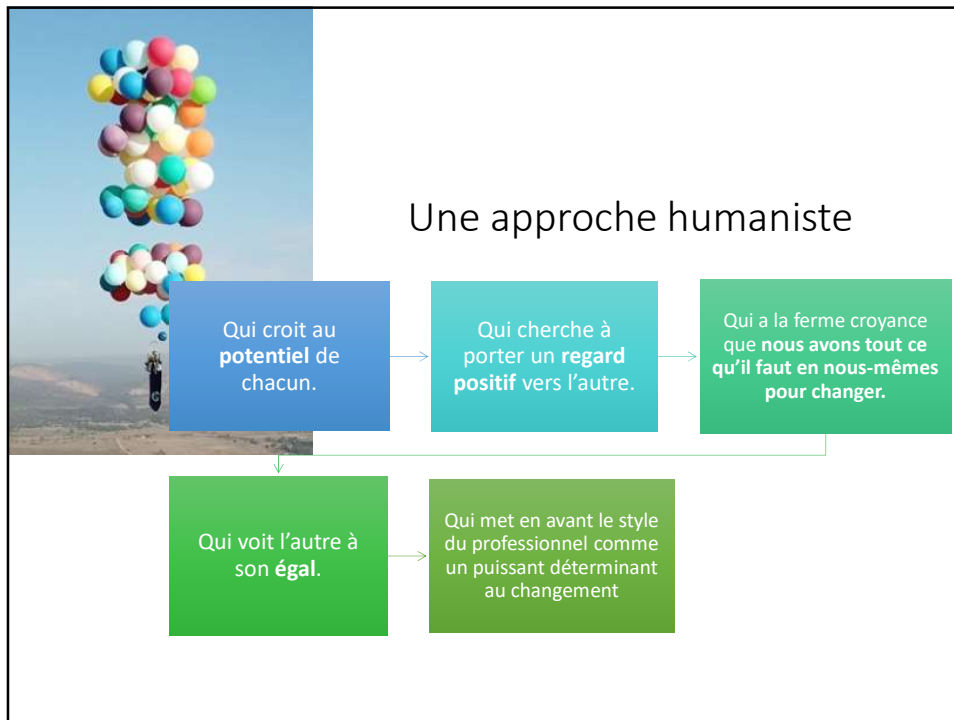 Une approche humaniste
Qui croit au
potentiel de
chacun.
Qui cherche à
porter un regard
positif vers l'autre.
Qui a la ferme croyance
que nous avons tout ce
qu'il faut en nous-mêmes
pour changer.
Qui voit l'autre à
son égal.
Qui met en avant le style
du professionnel comme
un puissant déterminant
au changement